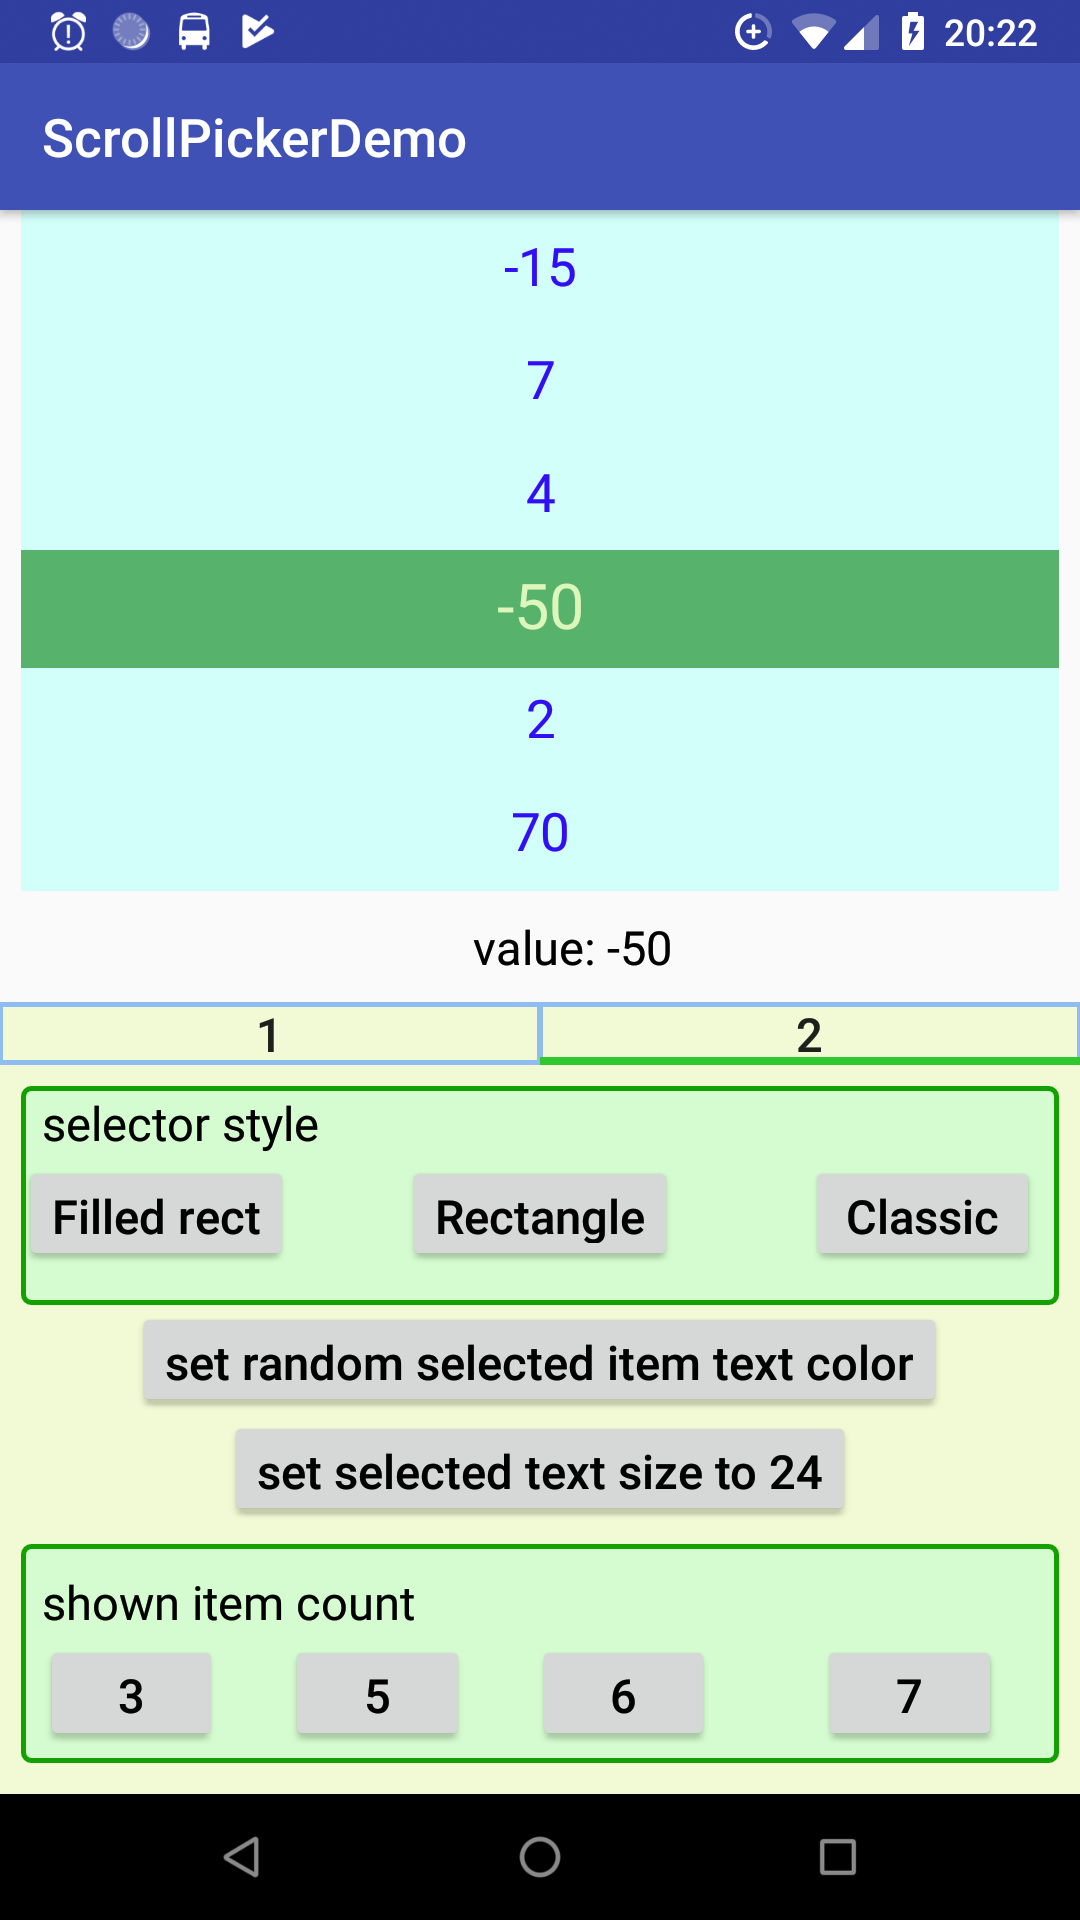 20:22
ScrollPickerDemo
-15
7
4
-50
2
70
value: -50
1 2
selector style
Filled rect Rectangle Classic
set random selected item text color
set selected text size to 24
shown item count
3 5 6 7